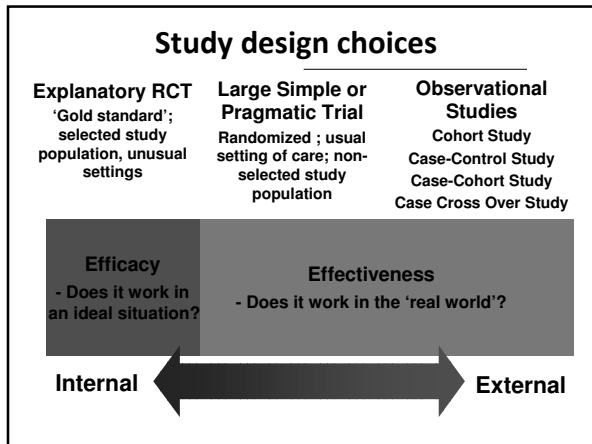 Study design choices
Explanatory RCT
‘Gold standard’;
selected study
population, unusual
settings
Large Simple or
Pragmatic Trial
Randomized ; usual
setting of care; non-
selected study
population
Observational
Studies
Cohort Study
Case-Control Study
Case-Cohort Study
Case Cross Over Study
Efficacy
- Does it work in
an ideal situation?
Effectiveness
- Does it work in the ‘real world’?
Internal
External